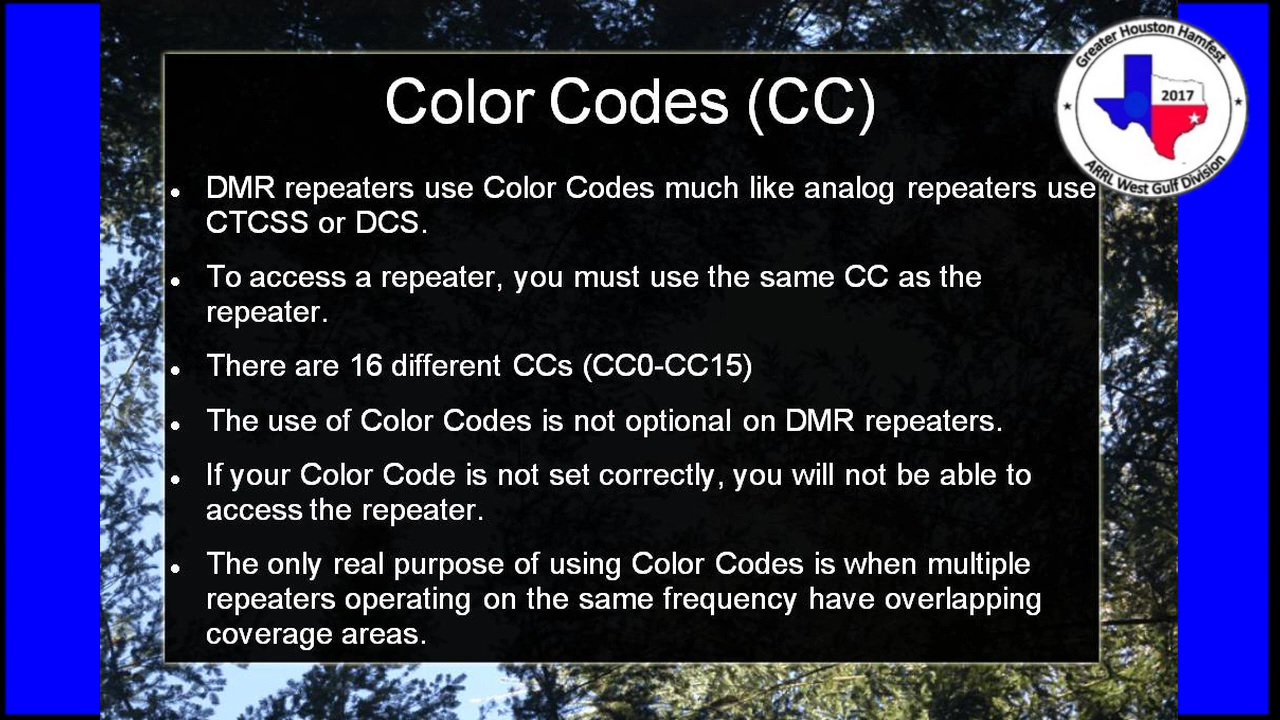 Color Codes (CC)
Greater Houston Hamfest
2017
ARRL West Gulf Division
• DMR repeaters use Color Codes much like analog repeaters use
CTCSS or DCS.
• To access a repeater, you must use the same CC as the
repeater.
• There are 16 different CCs (CC0-CC15)
• The use of Color Codes is not optional on DMR repeaters.
• If your Color Code is not set correctly, you will not be able to
access the repeater.
• The only real purpose of using Color Codes is when multiple
repeaters operating on the same frequency have overlapping
coverage areas.